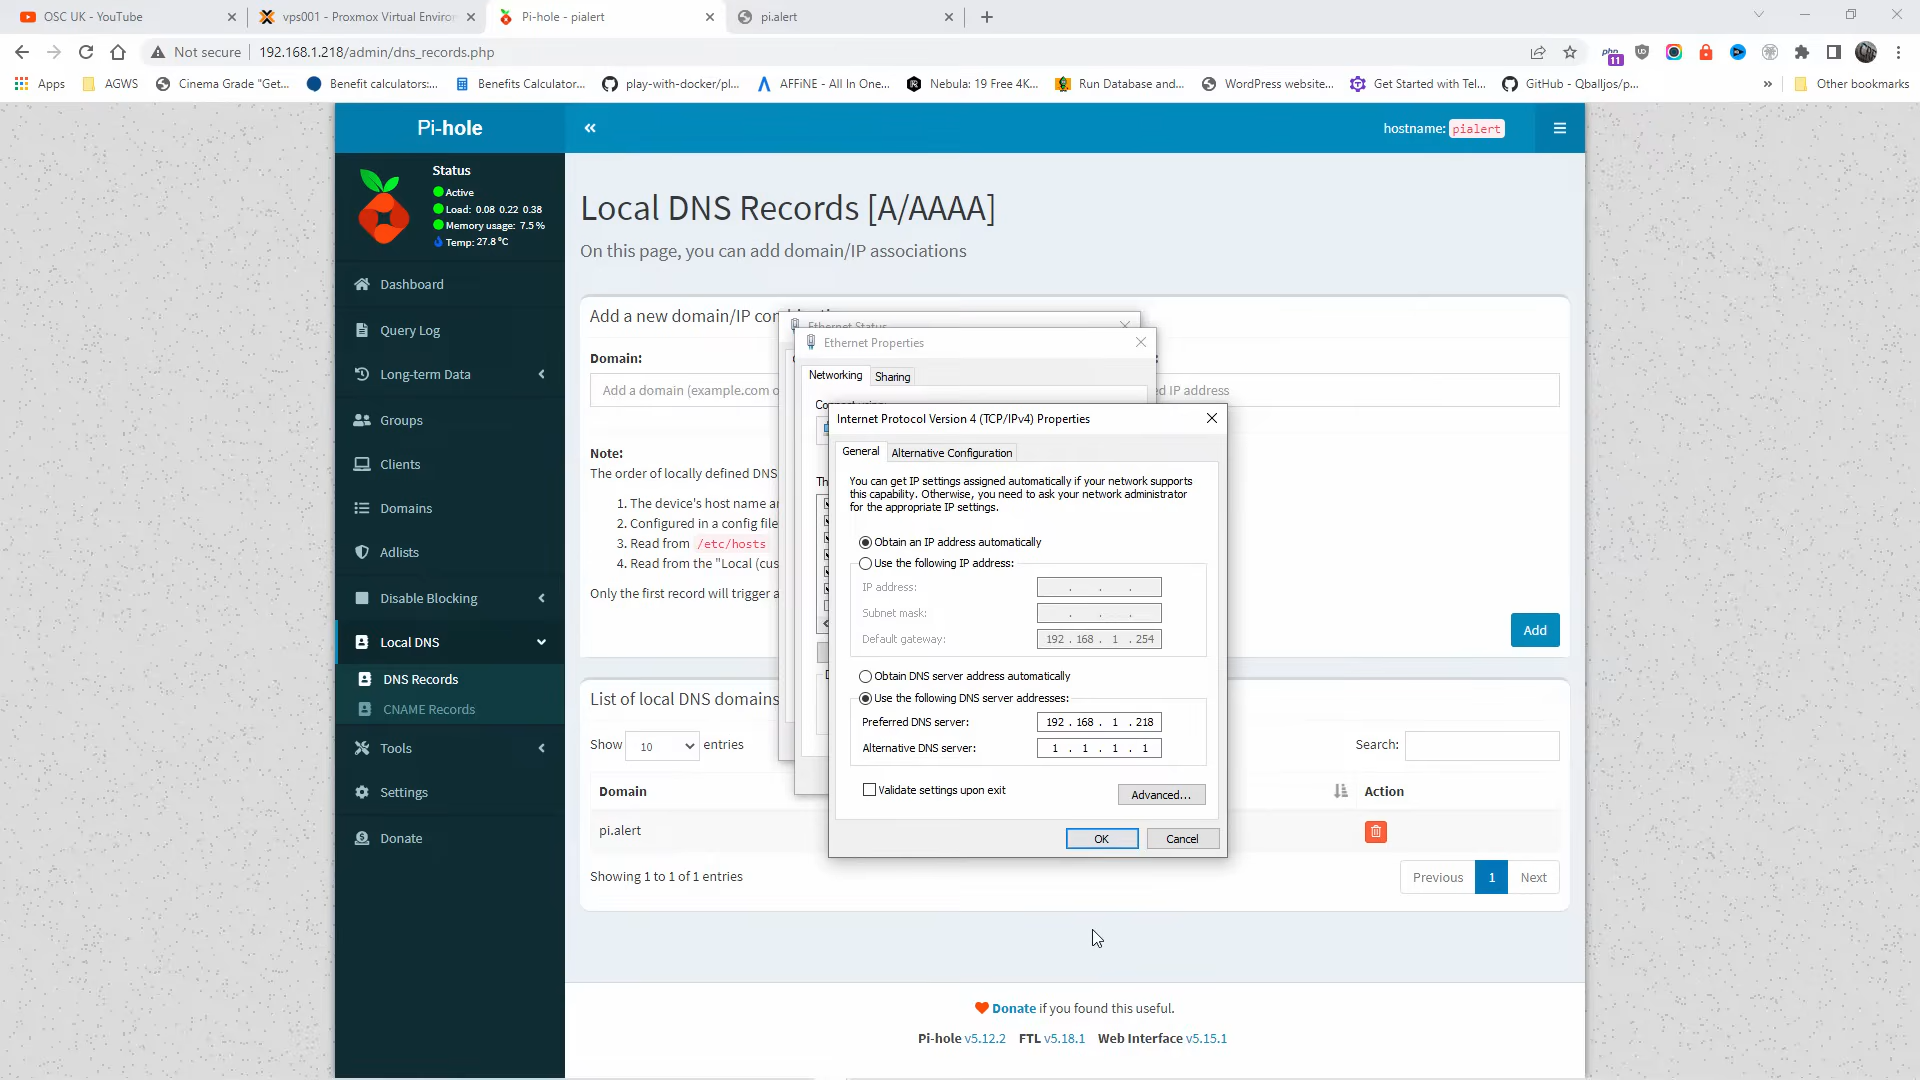 OSC UK - YouTube
vps001 - Proxmox Virtual Environ
Pi-hole - pialert
pi.alert
Not secure
192.168.1.218/admin/dns_records.php
11
Apps
AGWS
Cinema Grade "Get...
Benefit calculators:...
Benefits Calculator...
play-with-docker/pl...
AFFiNE - All In One...
Nebula: 19 Free 4K...
Run Database and...
WordPress website...
Get Started with Tel...
GitHub - Qballjos/p...
»
Other bookmarks
Pi-hole
«
hostname: pialert
Status
Active
Load: 0.08 0.22 0.38
Memory usage: 7.5 %
Temp: 27.8 °C
Dashboard
Query Log
Long-term Data
Groups
Clients
Domains
Adlists
Disable Blocking
Local DNS
DNS Records
CNAME Records
Tools
Settings
Donate
Local DNS Records [A/AAAA]
On this page, you can add domain/IP associations
Add a new domain/IP
Domain:
Add a domain (example.com
ed IP address
Note:
The order of locally defined DNS
1. The device's host name
2. Configured in a config file
3. Read from /etc/hosts
4. Read from the "Local
Only the first record will trigger
Add
List of local DNS domains
Show 10 entries
Search:
Domain
Action
pi.alert
Showing 1 to 1 of 1 entries
Previous
1
Next
Ethernet Status
Ethernet Properties
Networking
Sharing
Internet Protocol Version 4 (TCP/IPv4) Properties
General
Alternative Configuration
You can get IP settings assigned automatically if your network supports
this capability. Otherwise, you need to ask your network administrator
for the appropriate IP settings.
Obtain an IP address automatically
Use the following IP address:
IP address:
Subnet mask:
Default gateway:
192 . 168 . 1 . 254
Obtain DNS server address automatically
Use the following DNS server addresses:
Preferred DNS server:
192 . 168 . 1 . 218
Alternative DNS server:
1 . 1 . 1 . 1
Validate settings upon exit
Advanced...
OK
Cancel
Donate if you found this useful.
Pi-hole v5.12.2 FTL v5.18.1 Web Interface v5.15.1